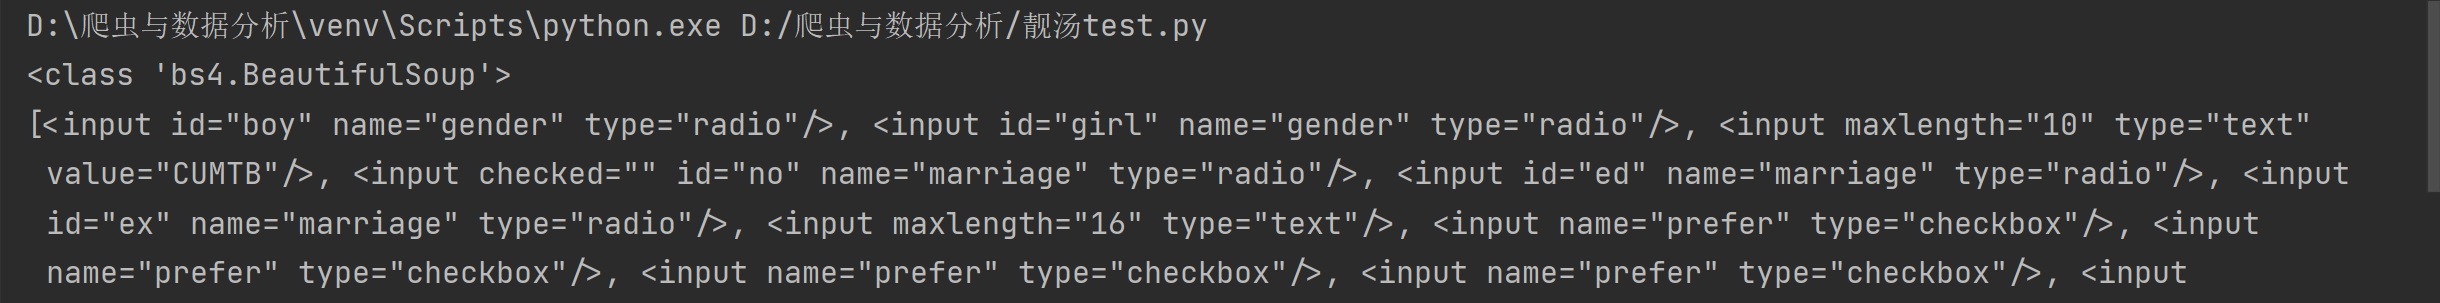 D:\爬虫与数据分析\venv\Scripts\python.exe D:/爬虫与数据分析/靓汤test.py
<class 'bs4.BeautifulSoup'>
[<input id="boy" name="gender" type="radio"/>, <input id="girl" name="gender" type="radio"/>, <input maxlength="10" type="text"
value="CUMTB"/>, <input checked="" id="no" name="marriage" type="radio"/>, <input id="ed" name="marriage" type="radio"/>, <input
id="ex" name="marriage" type="radio"/>, <input maxlength="16" type="text"/>, <input name="prefer" type="checkbox"/>, <input
name="prefer" type="checkbox"/>, <input name="prefer" type="checkbox"/>, <input name="prefer" type="checkbox"/>, <input